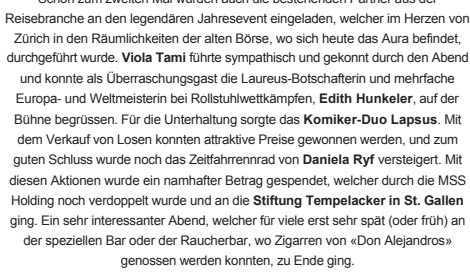 Schon zum zweiten Mal wurden auch die bestehenden Partner aus der
Reisebranche an den legendären Jahresevent eingeladen, welcher im Herzen von
Zürich in den Räumlichkeiten der alten Börse, wo sich heute das Aura befindet,
durchgeführt wurde. Viola Tami führte sympathisch und gekonnt durch den Abend
und konnte als Überraschungsgast die Laureus-Botschafterin und mehrfache
Europa- und Weltmeisterin bei Rollstuhlwettkämpfen, Edith Hunkeler, auf der
Bühne begrüssen. Für die Unterhaltung sorgte das Komiker-Duo Lapsus. Mit
dem Verkauf von Losen konnten attraktive Preise gewonnen werden, und zum
guten Schluss wurde noch das Zeitfahrrennrad von Daniela Ryf versteigert. Mit
diesen Aktionen wurde ein namhafter Betrag gespendet, welcher durch die MSS
Holding noch verdoppelt wurde und an die Stiftung Tempelacker in St. Gallen
ging. Ein sehr interessanter Abend, welcher für viele erst sehr spät (oder früh) an
der speziellen Bar oder der Raucherbar, wo Zigarren von «Don Alejandros»
genossen werden konnten, zu Ende ging.